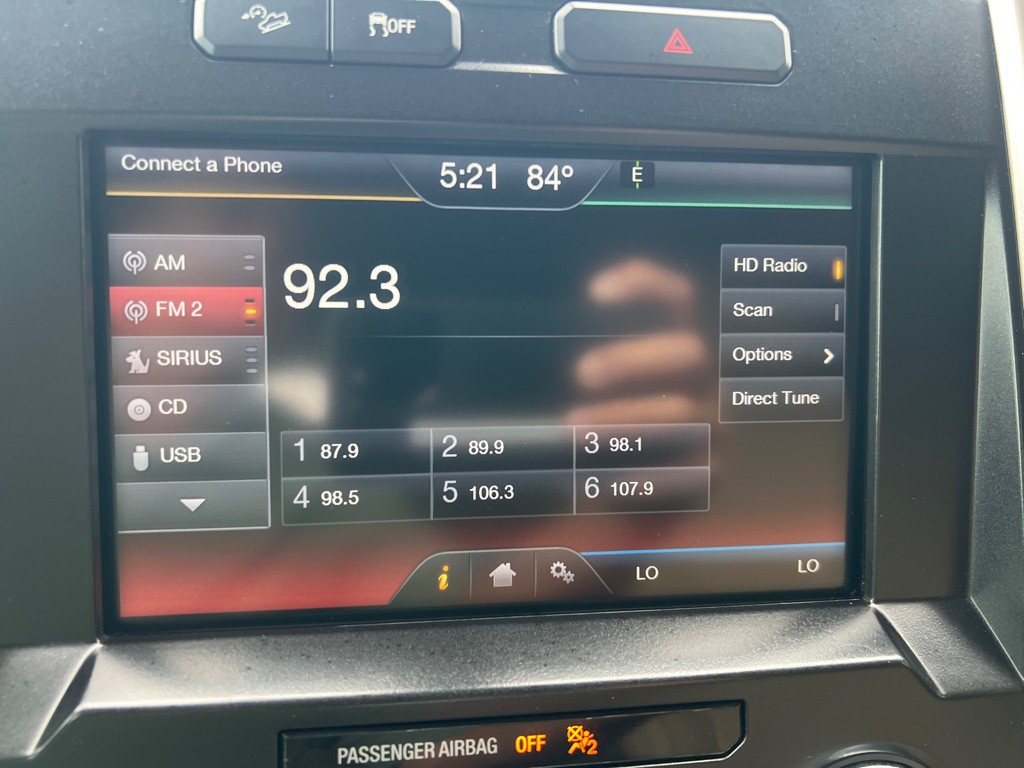 OFF
Connect a Phone
5:21 84°
E
AM
FM 2
SIRIUS
CD
USB
92.3
HD Radio
Scan
Options
Direct Tune
1 87.9
2 89.9
3 98.1
4 98.5
5 106.3
6 107.9
i
LO
LO
PASSENGER AIRBAG OFF
2